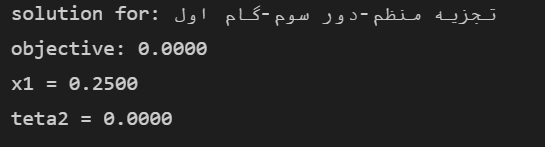 solution for: تجزیه منظم-دور سوم-گام اول
objective: 0.0000
x1 = 0.2500
teta2 = 0.0000